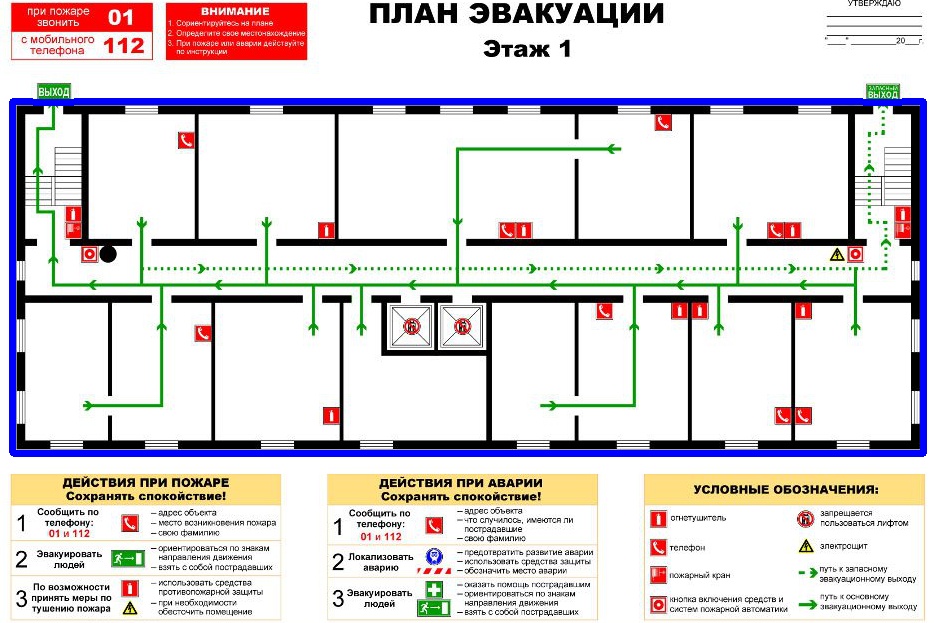 при пожаре
звонить
01
с мобильного
телефона
112
ВНИМАНИЕ
1. Сориентируйтесь на плане
2. Определите свое местонахождение
3. При пожаре или аварии действуйте
по инструкции
ПЛАН ЭВАКУАЦИИ
Этаж 1
УТВЕРЖДАЮ
"___"__________20___г.
ВЫХОД
ЗАПАСНЫЙ
ВЫХОД
ДЕЙСТВИЯ ПРИ ПОЖАРЕ
Сохранять спокойствие!
1
Сообщить по
телефону:
01 и 112
– адрес объекта
– место возникновения пожара
– свою фамилию
2
Эвакуировать
людей
– ориентироваться по знакам
направления движения
– взять с собой пострадавших
3
По возможности
принять меры по
тушению пожара
– использовать средства
противопожарной защиты
– при необходимости
обесточить помещение
ДЕЙСТВИЯ ПРИ АВАРИИ
Сохранять спокойствие!
1
Сообщить по
телефону:
01 и 112
– адрес объекта
– что случилось, имеются ли
пострадавшие
– свою фамилию
2
Локализовать
аварию
– предотвратить развитие аварии
– использовать средства защиты
– обозначить место аварии
3
Эвакуировать
людей
– оказать помощь пострадавшим
– ориентироваться по знакам
направления движения
– взять с собой пострадавших
УСЛОВНЫЕ ОБОЗНАЧЕНИЯ:
огнетушитель
телефон
пожарный кран
кнопка включения средств и
систем пожарной автоматики
запрещается
пользоваться лифтом
электрощит
путь к запасному
эвакуационному выходу
путь к основному
эвакуационному выходу